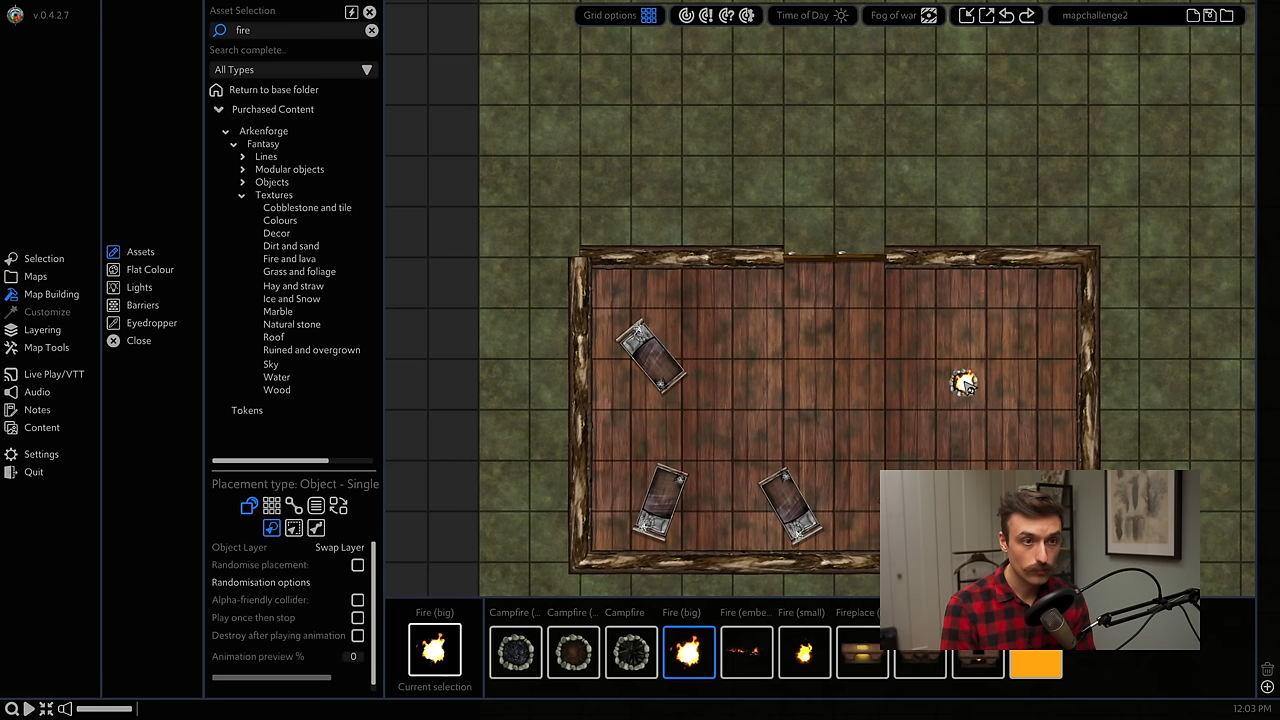 v.0.4.2.7
Selection
Maps
Map Building
Customize
Layering
Map Tools
Live Play/VTT
Audio
Notes
Content
Settings
Quit
Assets
Flat Colour
Lights
Barriers
Eyedropper
Close
Asset Selection
fire
Search complete..
All Types
Return to base folder
Purchased Content
Arkenforge
Fantasy
Lines
Modular objects
Objects
Textures
Cobblestone and tile
Colours
Decor
Dirt and sand
Fire and lava
Grass and foliage
Hay and straw
Ice and Snow
Marble
Natural stone
Roof
Ruined and overgrown
Sky
Water
Wood
Tokens
Placement type: Object - Single
Object Layer Swap Layer
Randomise placement:
Randomisation options
Alpha-friendly collider:
Play once then stop
Destroy after playing animation
Animation preview % 0
Grid options
Time of Day
Fog of war
mapchallenge2
Fire (big)
Current selection
Campfire (...
Campfire (...
Campfire
Fire (big)
Fire (embe...
Fire (small)
Fireplace (
12:03 PM